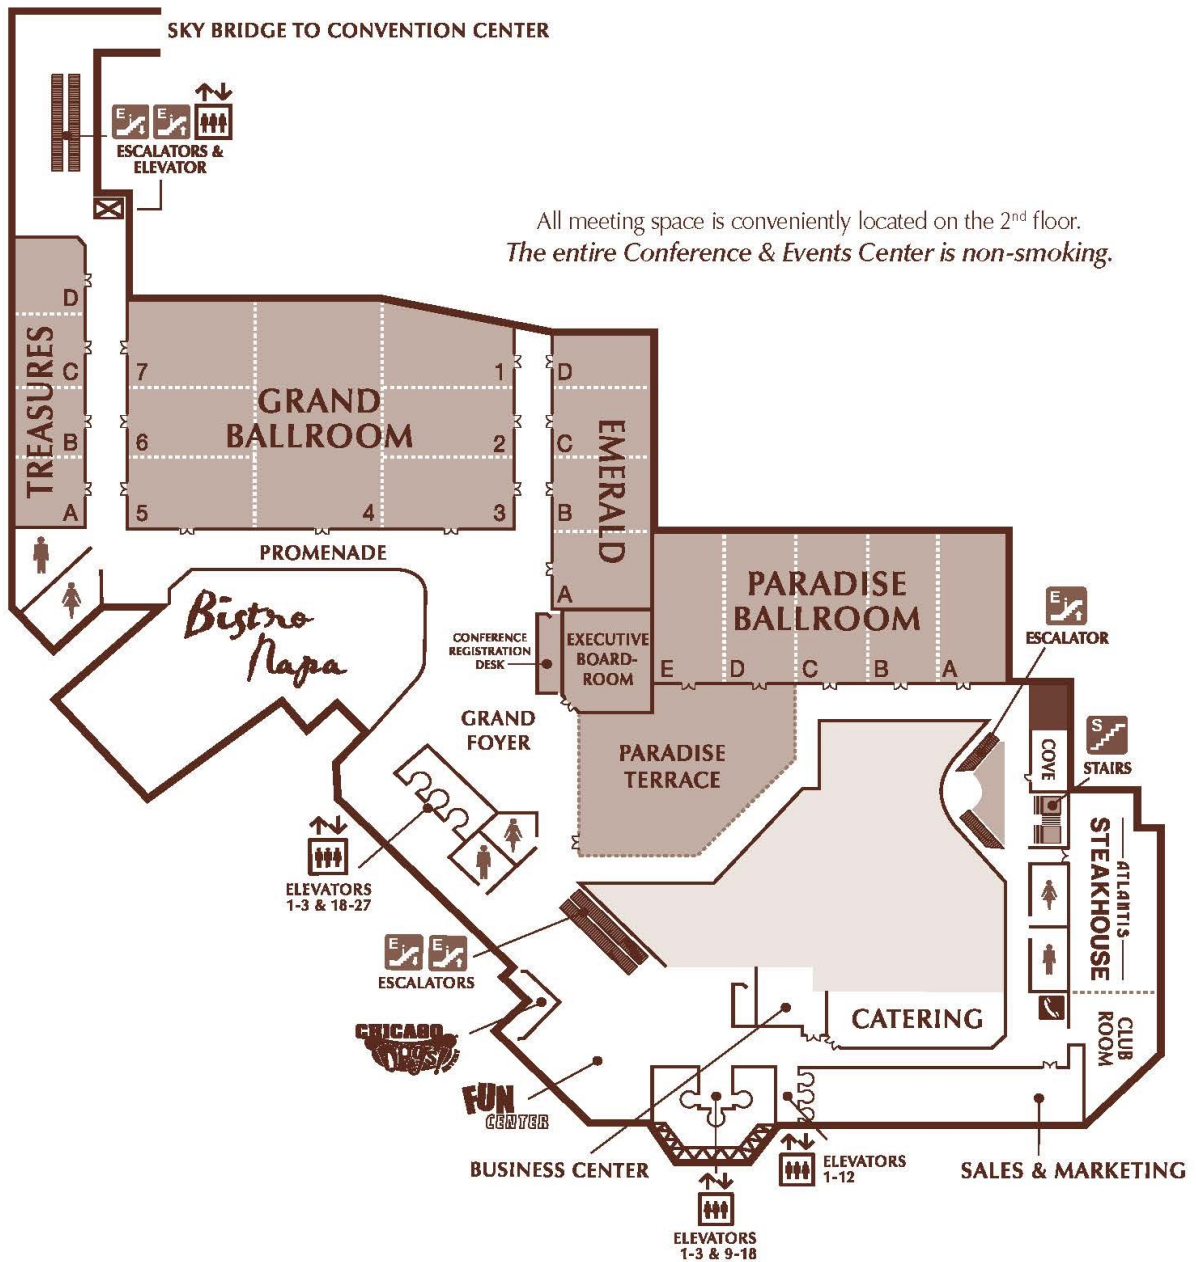 SKY BRIDGE TO CONVENTION CENTER
E E
ESCALATORS &
ELEVATOR
All meeting space is conveniently located on the 2nd floor.
The entire Conference & Events Center is non-smoking.
TREASURES
D
C
B
A
GRAND
BALLROOM
7
6
5
4
1
2
3
EMERALD
D
C
B
A
PROMENADE
Bistro
Napa
CONFERENCE
REGISTRATION
DESK
EXECUTIVE
BOARD-
ROOM
PARADISE
BALLROOM
E D C B A
E
ESCALATOR
GRAND
FOYER
PARADISE
TERRACE
COVE
S
STAIRS
ATLANTIS
STEAKHOUSE
ELEVATORS
1-3 & 18-27
E E
ESCALATORS
CHICAGO
DOGS!
CATERING
CLUB
ROOM
FUN
CENTER
BUSINESS CENTER
ELEVATORS
1-12
SALES & MARKETING
ELEVATORS
1-3 & 9-18